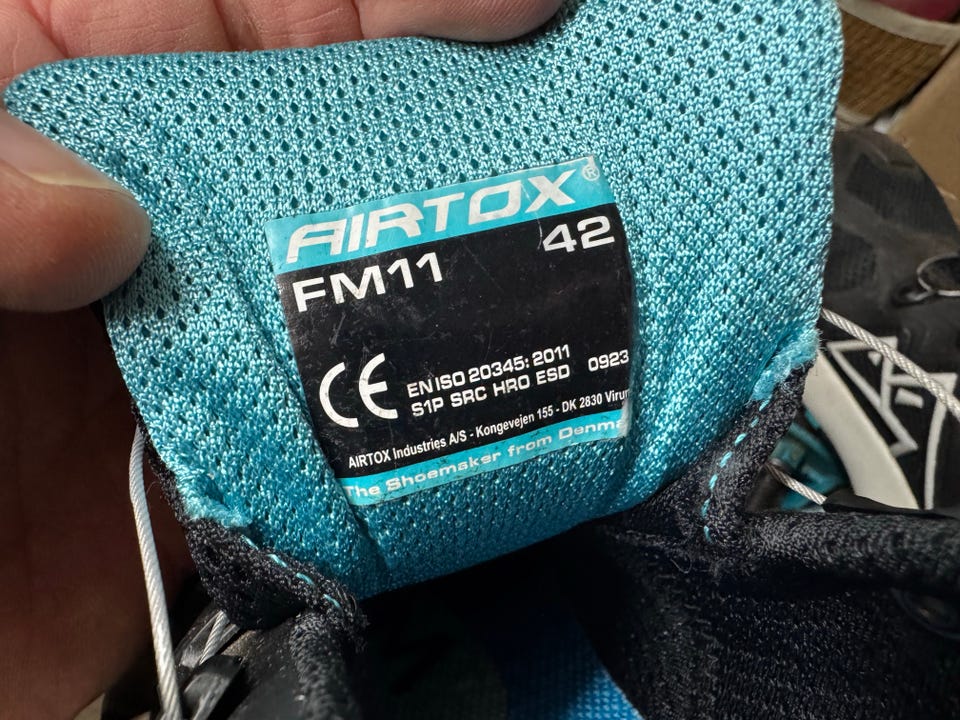 AIRTOX®
FM11 42
CE
EN ISO 20345: 2011
S1P SRC HRO ESD 0923
AIRTOX Industries A/S - Kongevejen 155 - DK 2830 Virum
The Shoemaker from Denma